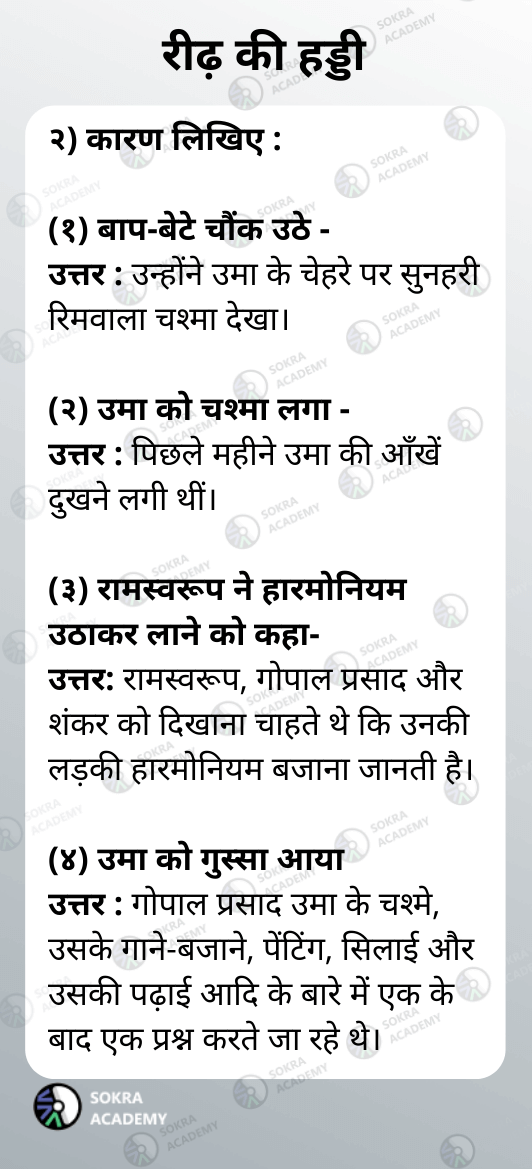 रीढ़ की हड्डी
२) कारण लिखिए :
(१) बाप-बेटे चौंक उठे -
उत्तर : उन्होंने उमा के चेहरे पर सुनहरी
रिमवाला चश्मा देखा।
(२) उमा को चश्मा लगा -
उत्तर : पिछले महीने उमा की आँखें
दुखने लगी थीं।
(३) रामस्वरूप ने हारमोनियम
उठाकर लाने को कहा-
उत्तर: रामस्वरूप, गोपाल प्रसाद और
शंकर को दिखाना चाहते थे कि उनकी
लड़की हारमोनियम बजाना जानती है।
(४) उमा को गुस्सा आया
उत्तर : गोपाल प्रसाद उमा के चश्मे,
उसके गाने-बजाने, पेंटिंग, सिलाई और
उसकी पढ़ाई आदि के बारे में एक के
बाद एक प्रश्न करते जा रहे थे।
SOKRA
ACADEMY